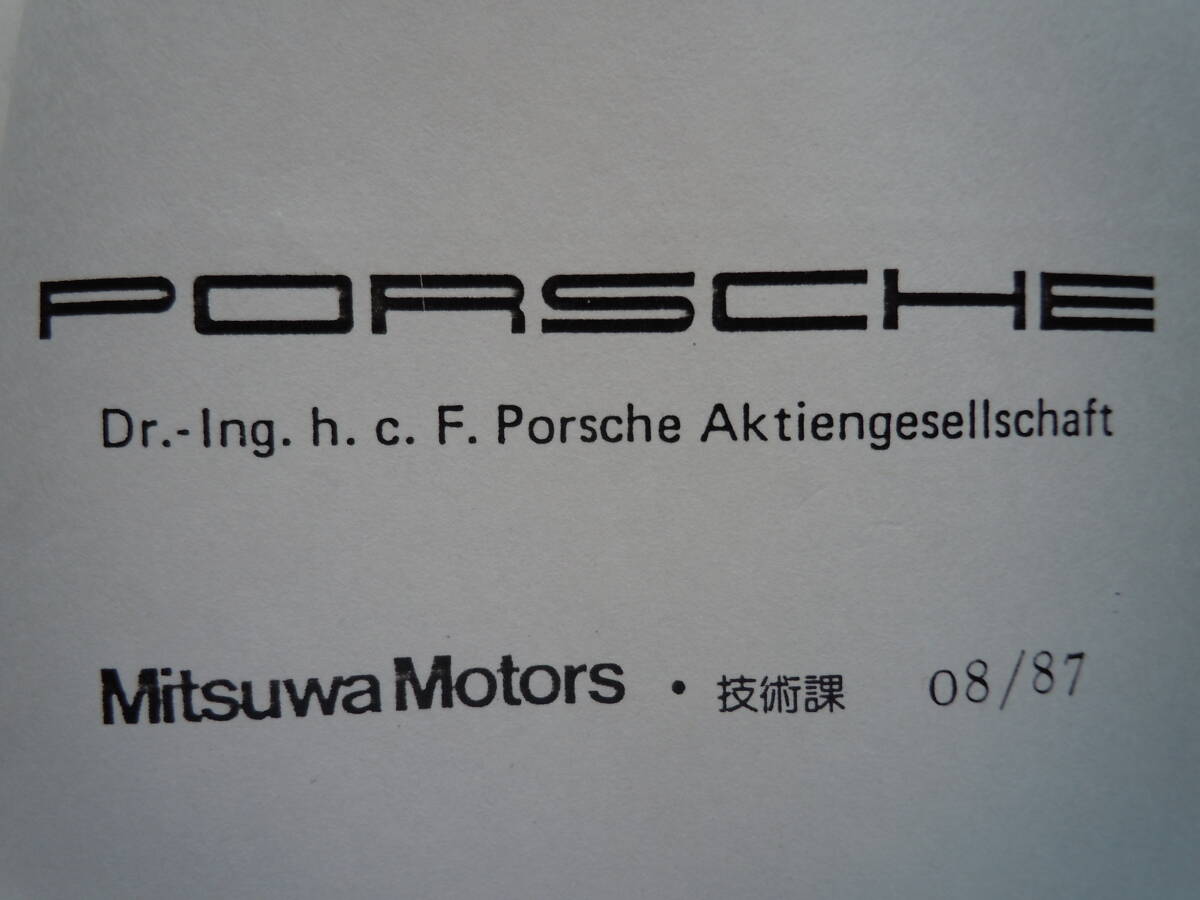 PORSCHE
Dr.-Ing. h. c. F. Porsche Aktiengesellschaft
Mitsuwa Motors ・ 技術課 08/87